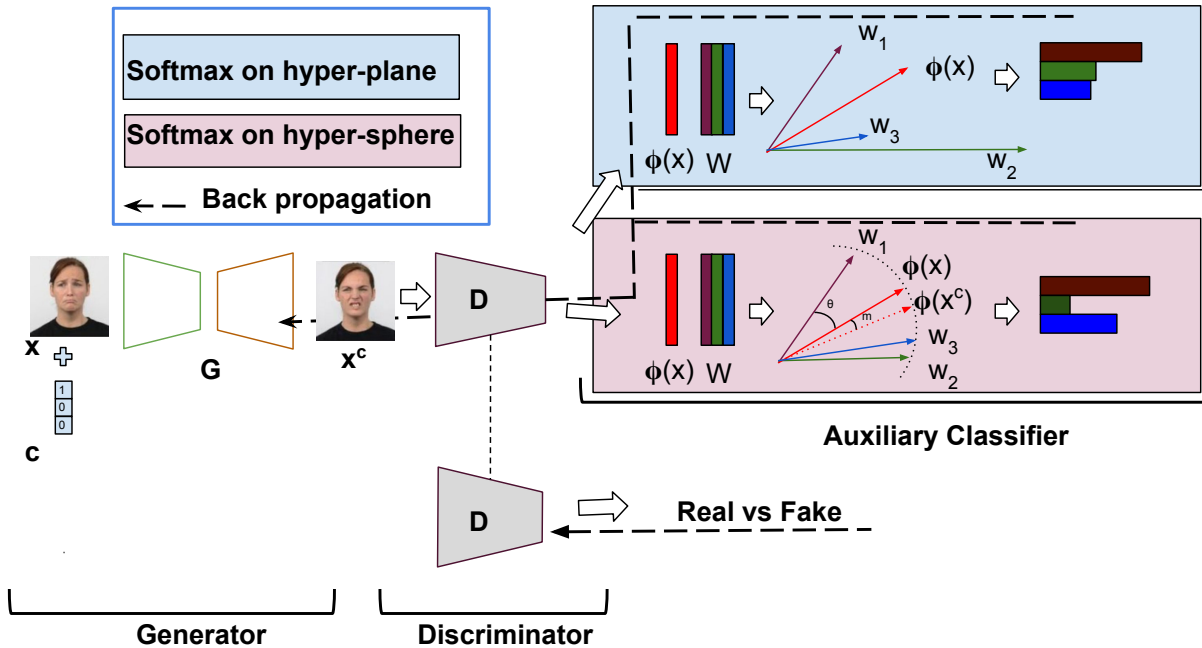 Softmax on hyper-plane
Softmax on hyper-sphere
Back propagation
w1
ϕ(x)
w3
w2
ϕ(x) W
w1
ϕ(x)
ϕ(xᶜ)
θ
m
w3
w2
ϕ(x) W
Auxiliary Classifier
D
x
G
xᶜ
1
0
0
c
D
Real vs Fake
Generator
Discriminator